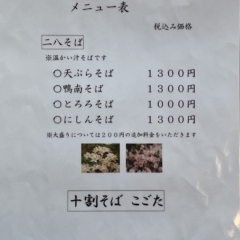 メニュー表
税込み価格
二八そば
※温かい汁そばです
〇天ぷらそば 1300円
〇鴨南そば 1300円
〇とろろそば 1000円
〇にしんそば 1300円
※大盛りについては200円の追加料金をいただきます
十割そば こごた